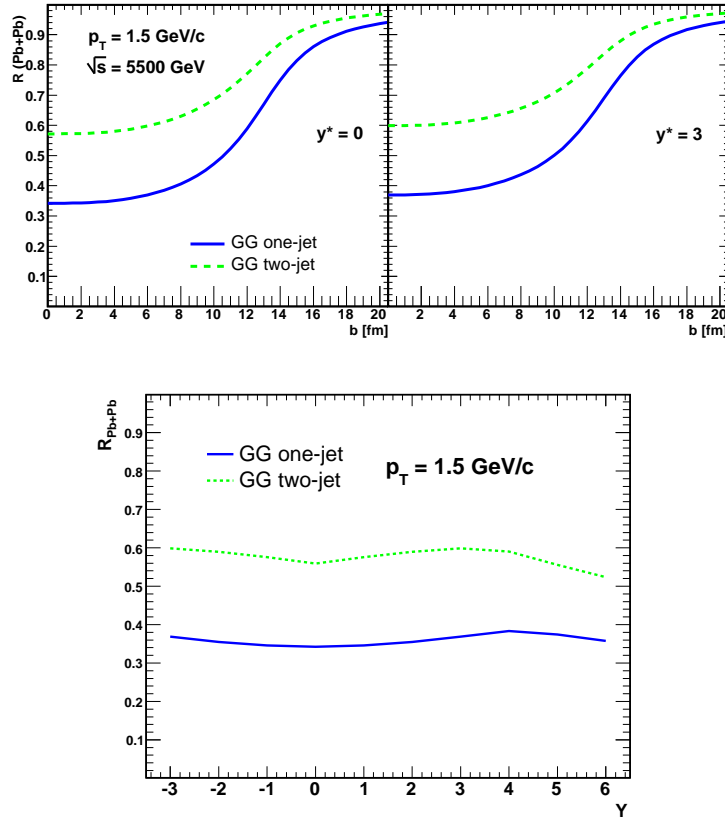 R (Pb+Pb)
0.9
0.8
0.7
0.6
0.5
0.4
0.3
0.2
0.1
p_T = 1.5 GeV/c
√s = 5500 GeV
y* = 0
GG one-jet
GG two-jet
0 2 4 6 8 10 12 14 16 18 20
b [fm]
y* = 3
2 4 6 8 10 12 14 16 18 20
b [fm]
R_Pb+Pb
0.9
0.8
0.7
0.6
0.5
0.4
0.3
0.2
0.1
GG one-jet
GG two-jet
p_T = 1.5 GeV/c
-3 -2 -1 0 1 2 3 4 5 6
Y